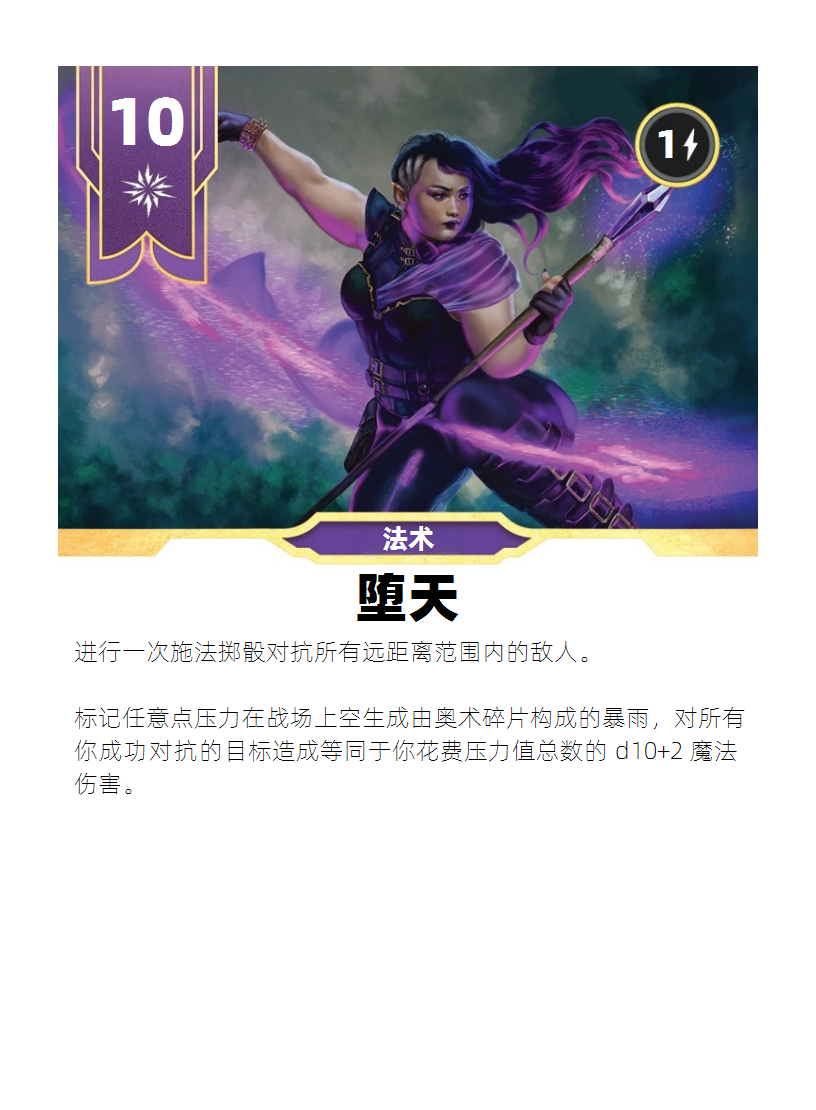 10
1
法术
堕天
进行一次施法掷骰对抗所有远距离范围内的敌人。
标记任意点压力在战场上空生成由奥术碎片构成的暴雨，对所有
你成功对抗的目标造成等同于你花费压力值总数的 d10+2 魔法
伤害。